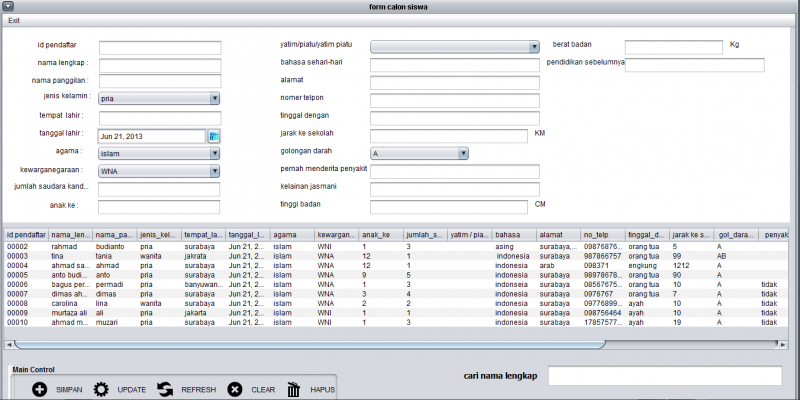 form calon siswa
Exit
id pendaftar
nama lengkap :
nama panggilan :
jenis kelamin : pria
tempat lahir :
tanggal lahir : Jun 21, 2013
agama : islam
kewarganegaraan : WNA
jumlah saudara kand...
anak ke :
yatim/piatu/yatim piatu
bahasa sehari-hari
alamat
nomer telpon
tinggal dengan
jarak ke sekolah KM
golongan darah A
pernah menderita penyakit
kelainan jasmani
tinggi badan CM
berat badan Kg
pendidikan sebelumnya
id pendaftar nama_len... nama_pa... jenis_kel... tempat_la... tanggal_l... agama kewargan... anak_ke jumlah_s... yatim / pia... bahasa alamat no_telp tinggal_d... jarak ke s... gol_dara... penyak
00002 rahmad budianto pria surabaya Jun 21, 2... islam WNI 1 3 asing surabaya,... 09876876... orang tua 5 A
00003 tina tania wanita jakrata Jun 21, 2... islam WNA 12 1 indonesia surabaya 987866757 orang tua 99 AB
00004 ahmad sa... ahmad pria surabaya Jun 21, 2... islam WNA 12 1 indonesia arab 098371 engkung 1212 A
00005 anto budi... anto pria surabaya Jun 21, 2... islam WNA 9 5 indonesia surabaya 98978678... orang tua 90 A
00006 bagus per... permadi pria banyuwan... Jun 21, 2... islam WNA 1 3 indonesia surabaya 08567675... orang tua 10 A tidak
00007 dimas ah... dimas pria surabaya Jun 21, 2... islam WNA 3 4 indonesia surabaya 0976767 orang tua 7 A tidak
00008 carolina lina wanita surabaya Jun 21, 2... islam WNA 2 2 indonesia surabaya 09776899... ayah 10 A tidak
00009 murtaza ali ali pria jakarta Jun 21, 2... islam WNI 1 3 indonesia surabaya 098756464 ayah 10 A tidak
00010 ahmad m... muzari pria surabaya Jun 21, 2... islam WNI 1 3 indonesia surabaya 17857577... ayah 19 A tidak
Main Control
SIMPAN UPDATE REFRESH CLEAR HAPUS
cari nama lengkap